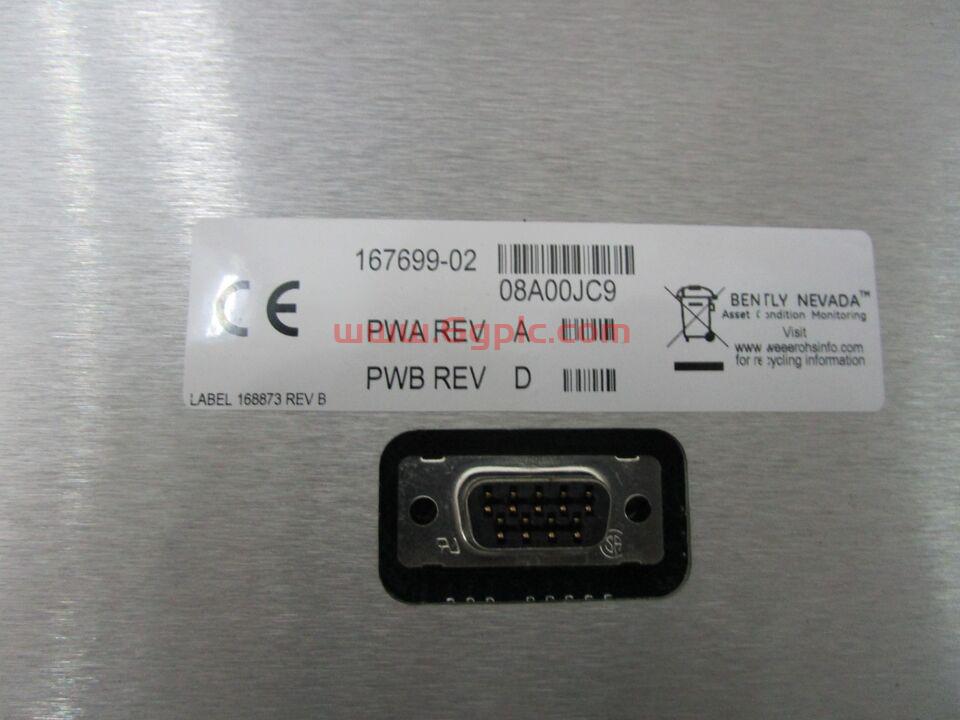 167699-02
08A00JC9
CE
PWA REV A
www.Sgplc.com
PWB REV D
LABEL 168873 REV B
BENTLY NEVADA™
Asset Condition Monitoring
Visit
www.weeerohsinfo.com
for recycling information